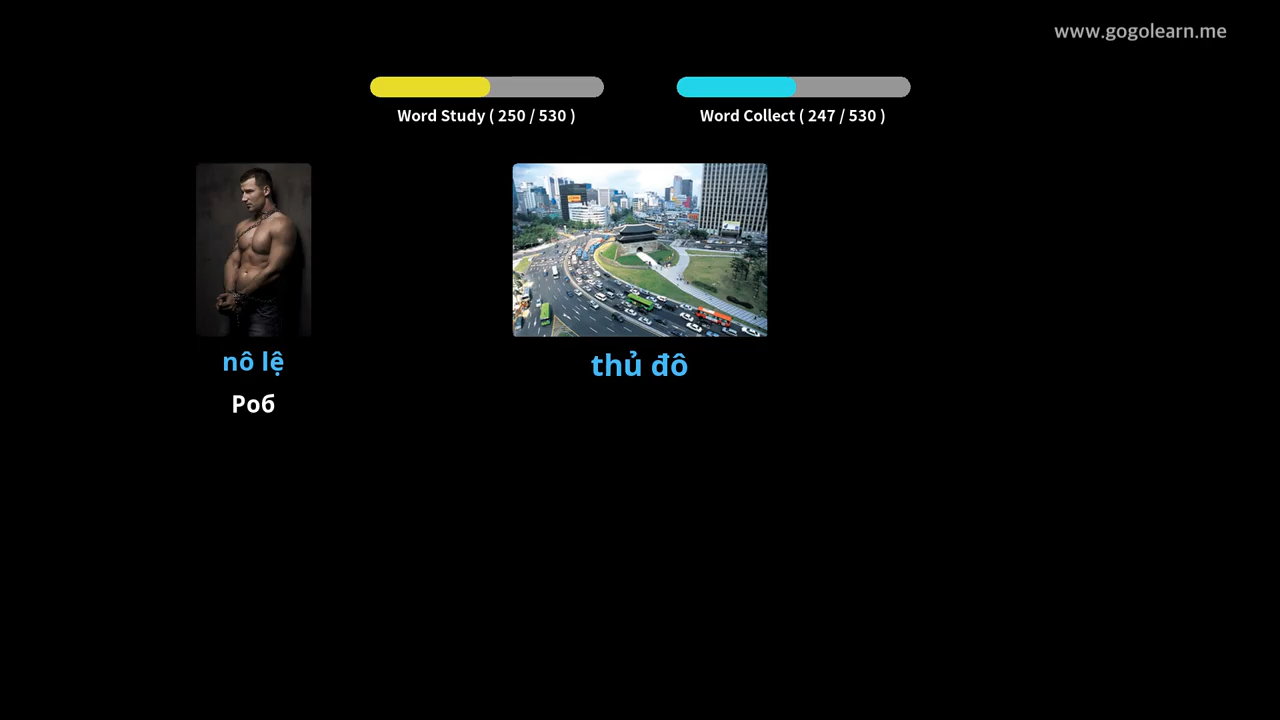 www.gogolearn.me
Word Study ( 250 / 530 )
Word Collect ( 247 / 530 )
nô lệ
Роб
thủ đô